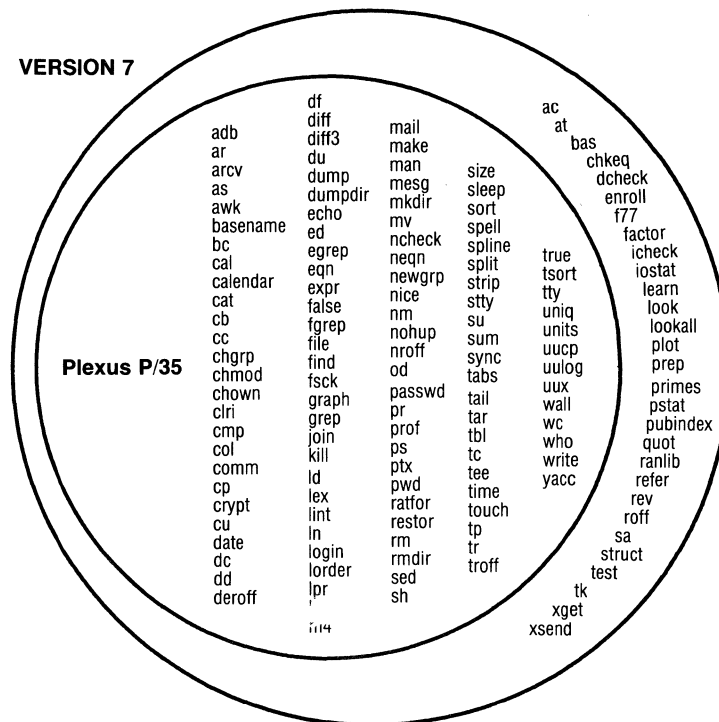 VERSION 7
Plexus P/35
adb
ar
arcv
as
awk
basename
bc
cal
calendar
cat
cb
cc
chgrp
chmod
chown
clri
cmp
col
comm
cp
crypt
cu
date
dc
dd
deroff
df
diff
diff3
du
dump
dumpdir
echo
ed
egrep
eqn
expr
false
fgrep
file
find
fsck
graph
grep
join
kill
ld
lex
lint
ln
login
lorder
lpr
mail
make
man
mesg
mkdir
mv
ncheck
neqn
newgrp
nice
nm
nohup
nroff
od
passwd
pr
prof
ps
ptx
pwd
ratfor
restor
rm
rmdir
sed
sh
size
sleep
sort
spell
spline
split
strip
stty
su
sum
sync
tabs
tail
tar
tbl
tc
tee
time
touch
tp
tr
troff
true
tsort
tty
uniq
units
uucp
uulog
uux
wall
wc
who
write
yacc
ac
at
bas
chkeq
dcheck
enroll
f77
factor
icheck
iostat
learn
look
lookall
plot
prep
primes
pstat
pubindex
quot
ranlib
refer
rev
roff
sa
struct
test
tk
xget
xsend